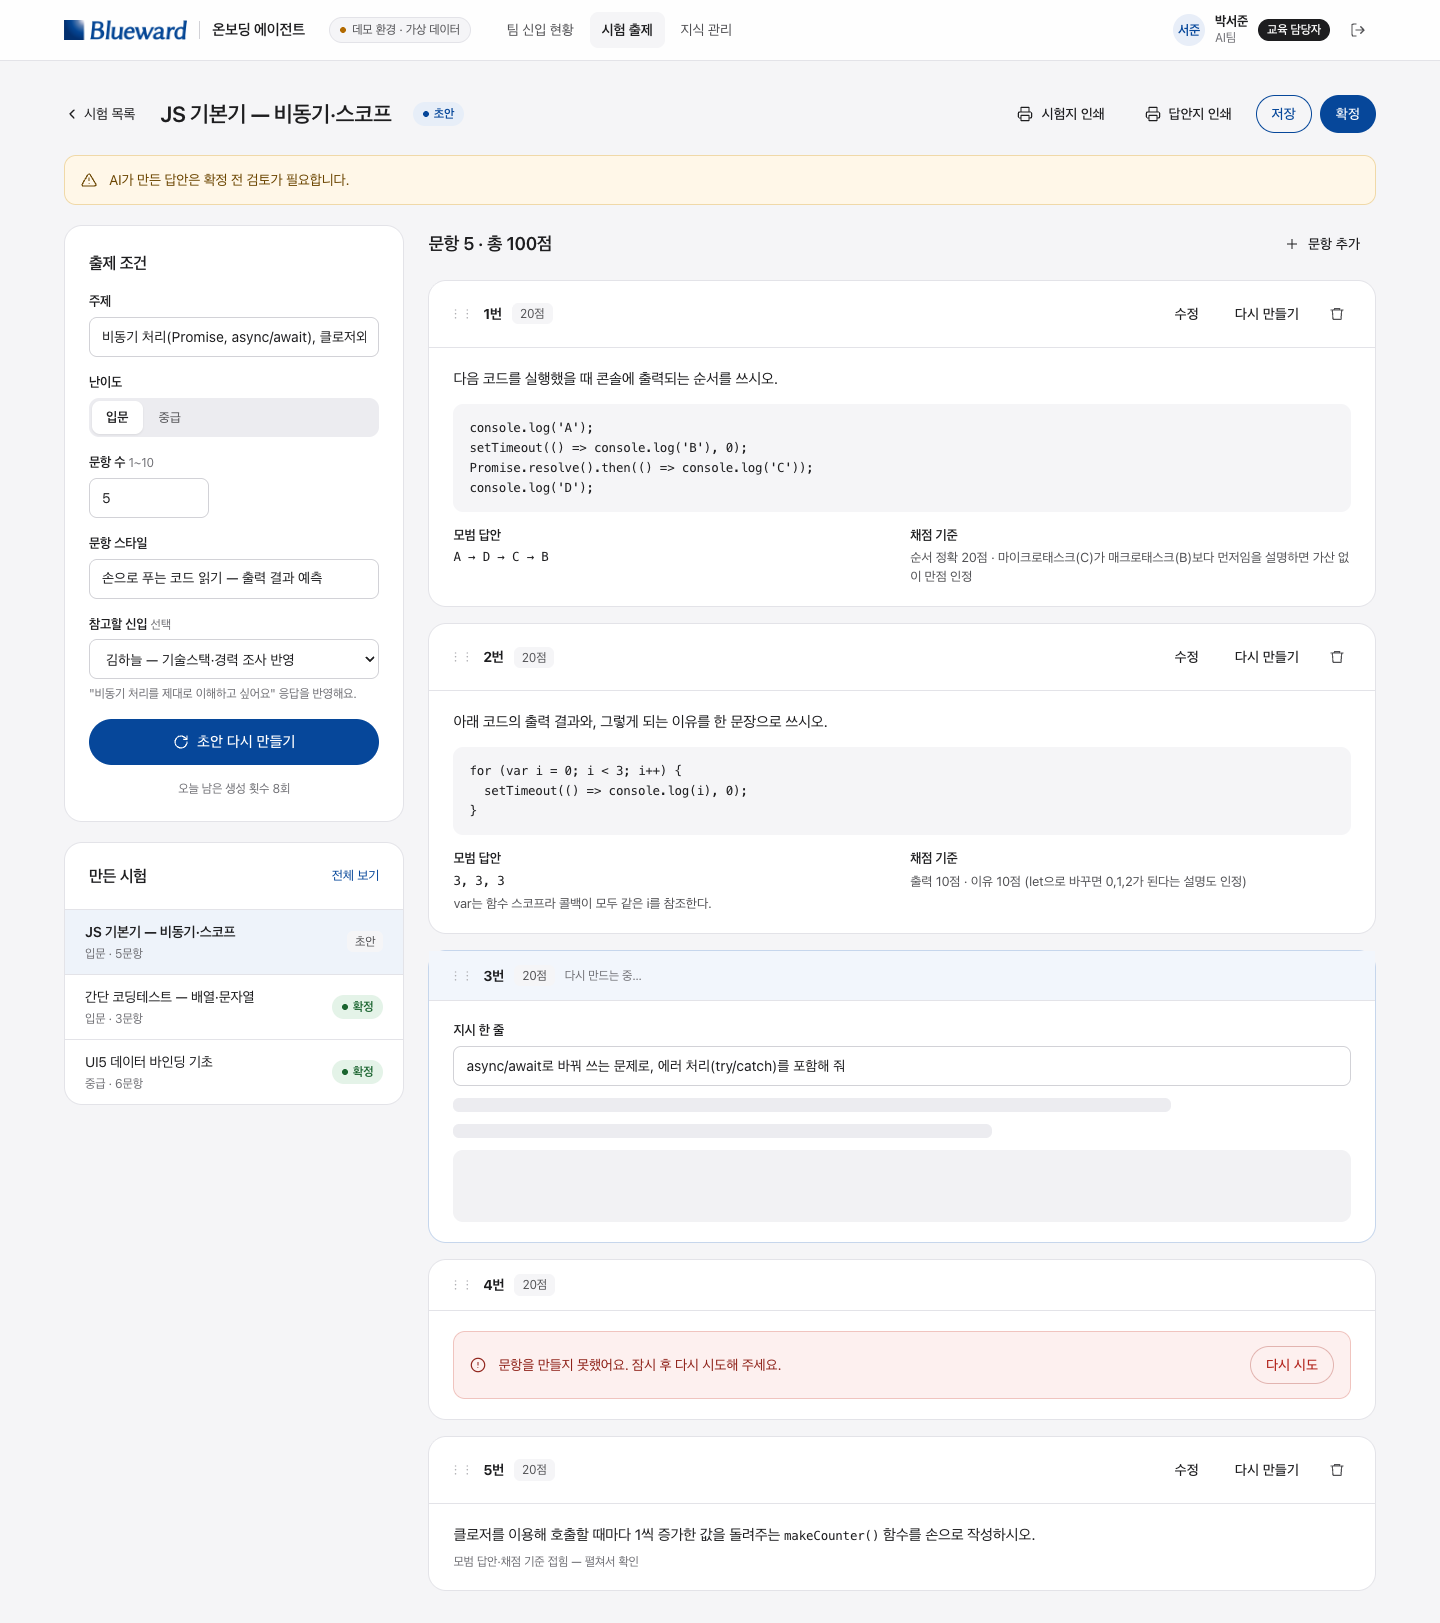 Blueward
온보딩 에이전트
데모 환경 · 가상 데이터
팀 신입 현황
시험 출제
지식 관리
서준
박서준
AI팀
교육 담당자
시험 목록
JS 기본기 — 비동기·스코프
초안
시험지 인쇄
답안지 인쇄
저장
확정
AI가 만든 답안은 확정 전 검토가 필요합니다.
출제 조건
주제
비동기 처리(Promise, async/await), 클로저와
난이도
입문
중급
문항 수 1~10
5
문항 스타일
손으로 푸는 코드 읽기 — 출력 결과 예측
참고할 신입 선택
김하늘 — 기술스택·경력 조사 반영
"비동기 처리를 제대로 이해하고 싶어요" 응답을 반영해요.
초안 다시 만들기
오늘 남은 생성 횟수 8회
만든 시험
전체 보기
JS 기본기 — 비동기·스코프
입문 · 5문항
초안
간단 코딩테스트 — 배열·문자열
입문 · 3문항
확정
UI5 데이터 바인딩 기초
중급 · 6문항
확정
문항 5 · 총 100점
문항 추가
1번
20점
수정
다시 만들기
다음 코드를 실행했을 때 콘솔에 출력되는 순서를 쓰시오.
console.log('A');
setTimeout(() => console.log('B'), 0);
Promise.resolve().then(() => console.log('C'));
console.log('D');
모범 답안
A → D → C → B
채점 기준
순서 정확 20점 · 마이크로태스크(C)가 매크로태스크(B)보다 먼저임을 설명하면 가산 없
이 만점 인정
2번
20점
수정
다시 만들기
아래 코드의 출력 결과와, 그렇게 되는 이유를 한 문장으로 쓰시오.
for (var i = 0; i < 3; i++) {
  setTimeout(() => console.log(i), 0);
}
모범 답안
3, 3, 3
var는 함수 스코프라 콜백이 모두 같은 i를 참조한다.
채점 기준
출력 10점 · 이유 10점 (let으로 바꾸면 0,1,2가 된다는 설명도 인정)
3번
20점
다시 만드는 중…
지시 한 줄
async/await로 바꿔 쓰는 문제로, 에러 처리(try/catch)를 포함해 줘
4번
20점
문항을 만들지 못했어요. 잠시 후 다시 시도해 주세요.
다시 시도
5번
20점
수정
다시 만들기
클로저를 이용해 호출할 때마다 1씩 증가한 값을 돌려주는 makeCounter() 함수를 손으로 작성하시오.
모범 답안·채점 기준 접힘 — 펼쳐서 확인